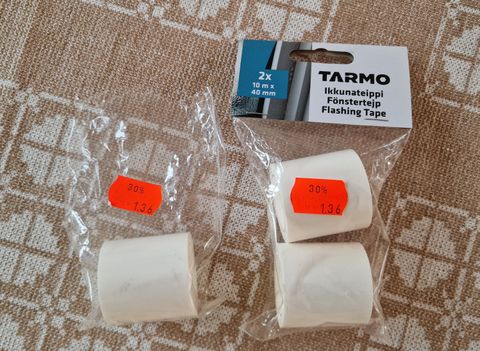 2x
10 m x
40 mm
TARMO
Ikkunateippi
Fönstertejp
Flashing Tape
30%
1.36
30%
1.36